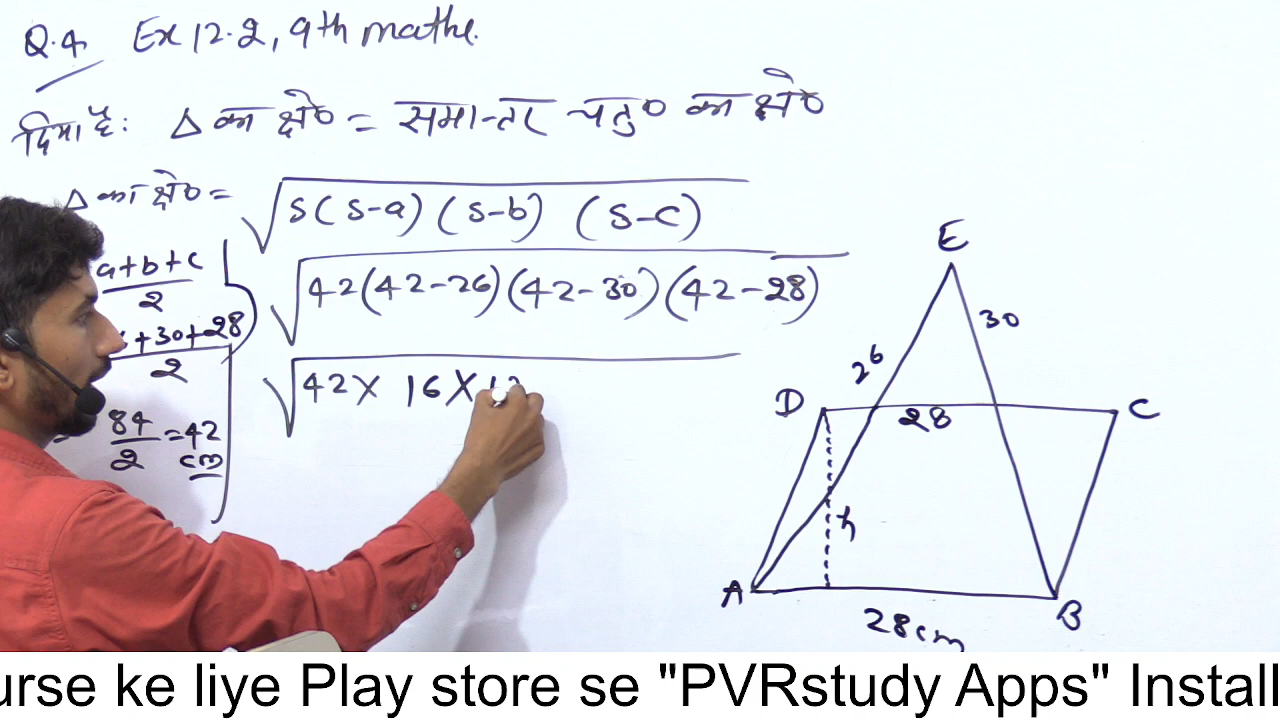 Q.4 Ex 12.2, 9th maths.
दिया है: △ का क्षे० = समान्तर चतु० का क्षे०
△ का क्षे० = √s(s-a)(s-b)(s-c)
a+b+c
2
√42(42-26)(42-30)(42-28)
+30+28
2
√42× 16×12
84
2
=42
cm
E
30
26
D
28
C
h
A
28cm
B
urse ke liye Play store se "PVRstudy Apps" Install